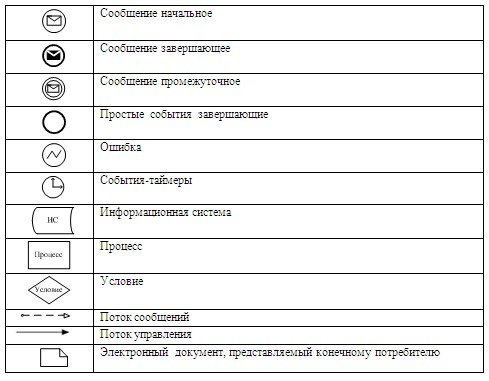 Сообщение начальное
Сообщение завершающее
Сообщение промежуточное
Простые события завершающие
Ошибка
События-таймеры
ИС
Информационная система
Процесс
Процесс
Условие
Условие
Поток сообщений
Поток управления
Электронный документ, представляемый конечному потребителю